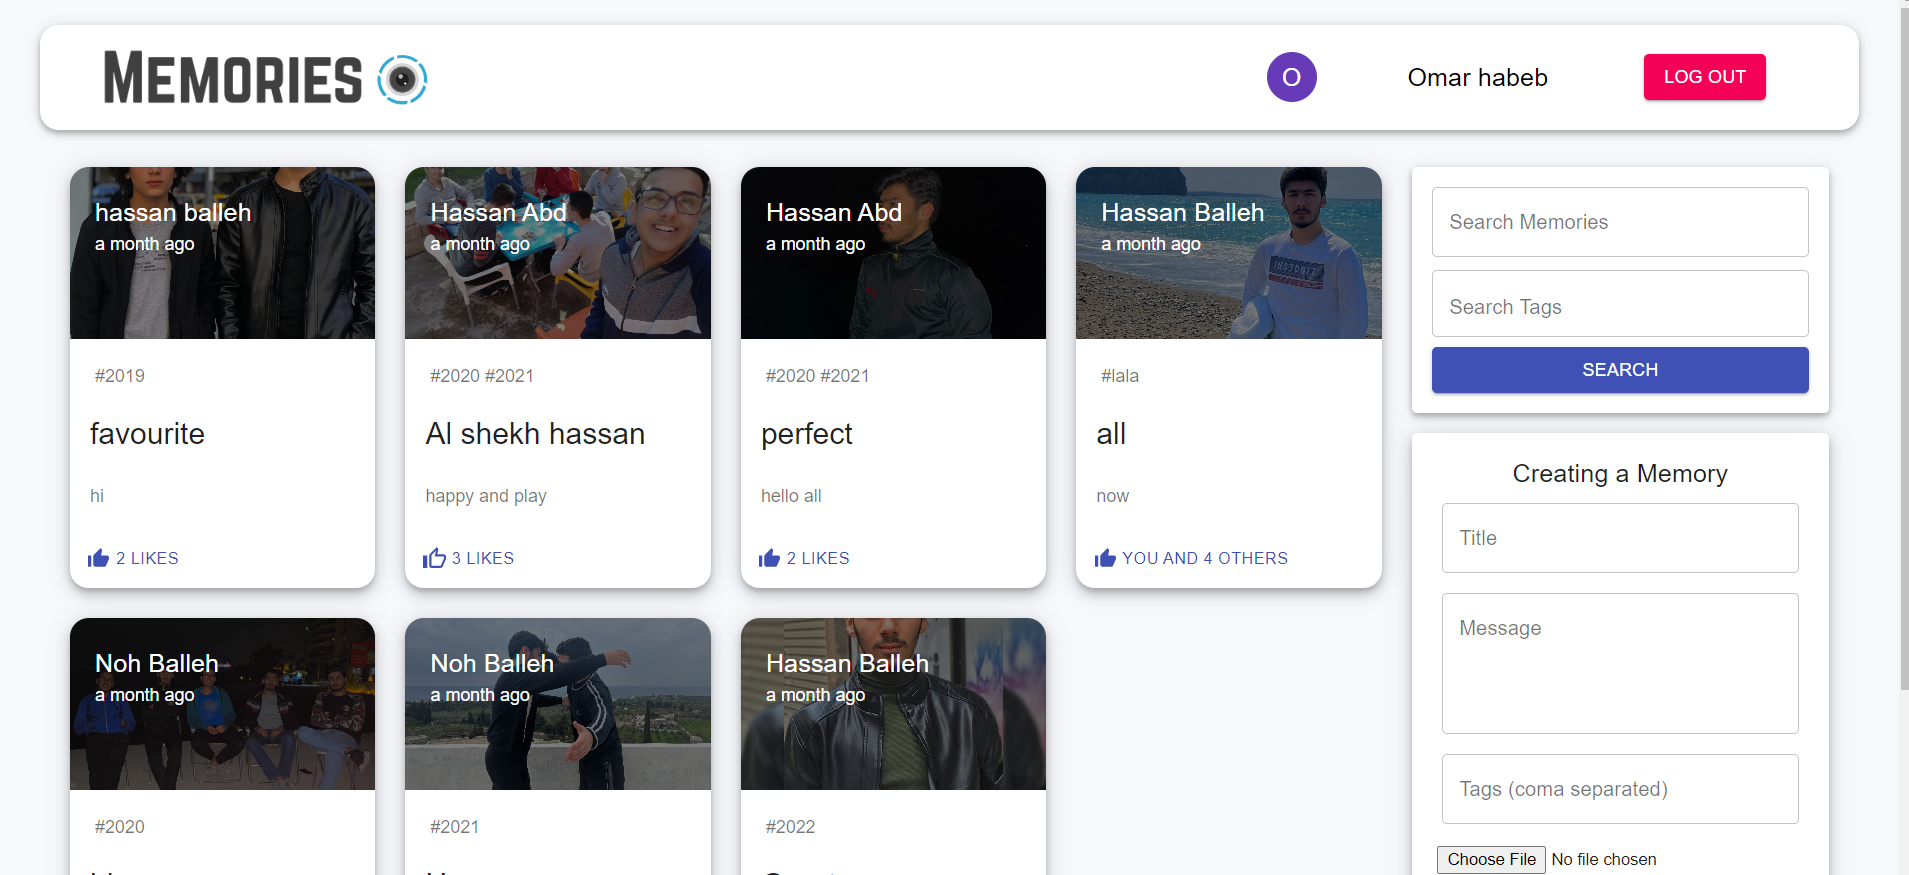 MEMORIES
O
Omar habeb
LOG OUT
hassan balleh
a month ago
#2019
favourite
hi
2 LIKES
Hassan Abd
a month ago
#2020 #2021
Al shekh hassan
happy and play
3 LIKES
Hassan Abd
a month ago
#2020 #2021
perfect
hello all
2 LIKES
Hassan Balleh
a month ago
#lala
all
now
YOU AND 4 OTHERS
Noh Balleh
a month ago
#2020
Noh Balleh
a month ago
#2021
Hassan Balleh
a month ago
#2022
Search Memories
Search Tags
SEARCH
Creating a Memory
Title
Message
Tags (coma separated)
Choose File No file chosen